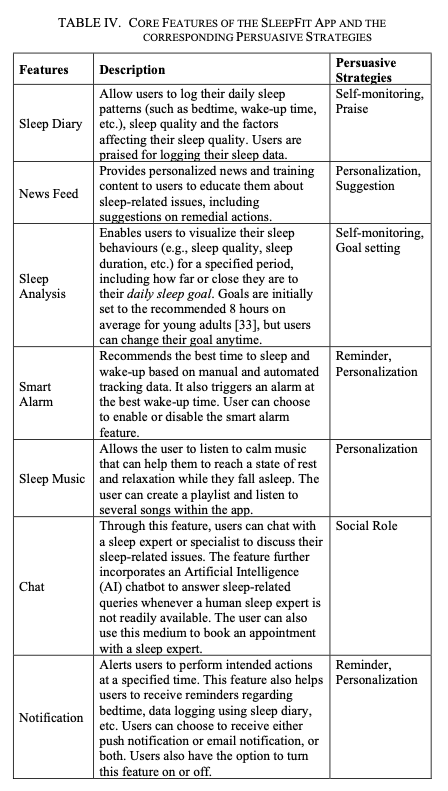 TABLE IV. CORE FEATURES OF THE SLEEPFIT APP AND THE
CORRESPONDING PERSUASIVE STRATEGIES
Features
Description
Persuasive
Strategies
Sleep Diary
Allow users to log their daily sleep
patterns (such as bedtime, wake-up time,
etc.), sleep quality and the factors
affecting their sleep quality. Users are
praised for logging their sleep data.
Self-monitoring,
Praise
News Feed
Provides personalized news and training
content to users to educate them about
sleep-related issues, including
suggestions on remedial actions.
Personalization,
Suggestion
Sleep
Analysis
Enables users to visualize their sleep
behaviours (e.g., sleep quality, sleep
duration, etc.) for a specified period,
including how far or close they are to
their daily sleep goal. Goals are initially
set to the recommended 8 hours on
average for young adults [33], but users
can change their goal anytime.
Self-monitoring,
Goal setting
Smart
Alarm
Recommends the best time to sleep and
wake-up based on manual and automated
tracking data. It also triggers an alarm at
the best wake-up time. User can choose
to enable or disable the smart alarm
feature.
Reminder,
Personalization
Sleep Music
Allows the user to listen to calm music
that can help them to reach a state of rest
and relaxation while they fall asleep. The
user can create a playlist and listen to
several songs within the app.
Personalization
Chat
Through this feature, users can chat with
a sleep expert or specialist to discuss their
sleep-related issues. The feature further
incorporates an Artificial Intelligence
(AI) chatbot to answer sleep-related
queries whenever a human sleep expert is
not readily available. The user can also
use this medium to book an appointment
with a sleep expert.
Social Role
Notification
Alerts users to perform intended actions
at a specified time. This feature also helps
users to receive reminders regarding
bedtime, data logging using sleep diary,
etc. Users can choose to receive either
push notification or email notification, or
both. Users also have the option to turn
this feature on or off.
Reminder,
Personalization